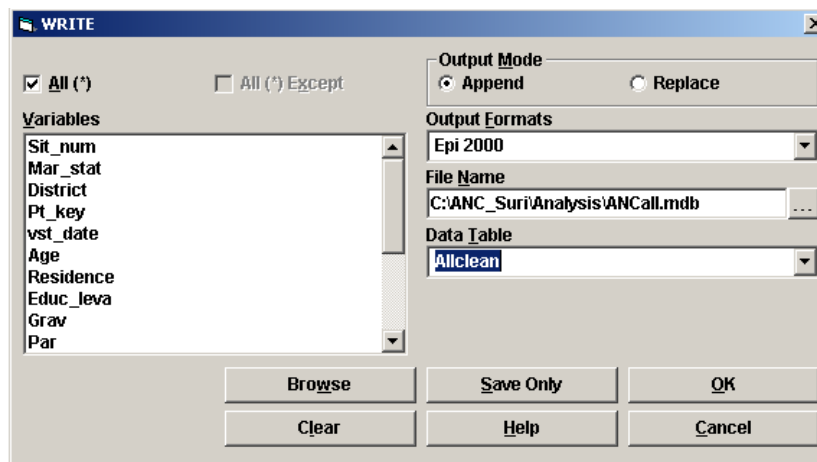 WRITE
All (*)
All (*) Except
Variables
Sit_num
Mar_stat
District
Pt_key
vst_date
Age
Residence
Educ_leva
Grav
Par
Output Mode
Append
Replace
Output Formats
Epi 2000
File Name
C:\ANC_Suri\Analysis\ANCall.mdb
...
Data Table
Allclean
Browse
Save Only
OK
Clear
Help
Cancel